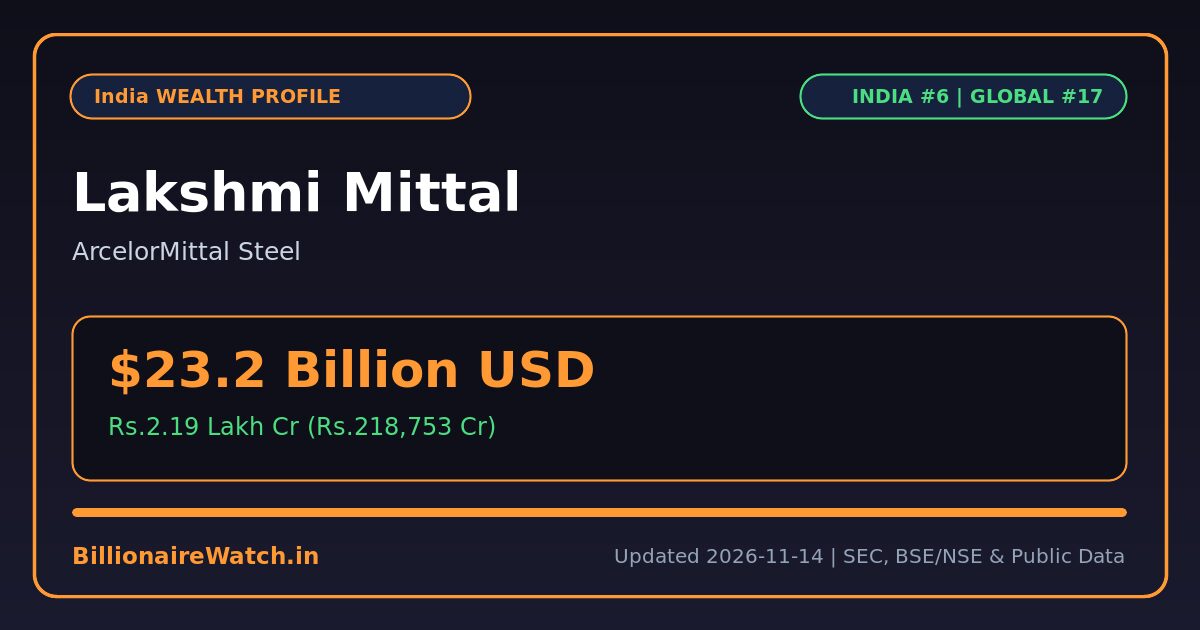 India WEALTH PROFILE
INDIA #6 | GLOBAL #17
Lakshmi Mittal
ArcelorMittal Steel
$23.2 Billion USD
Rs.2.19 Lakh Cr (Rs.218,753 Cr)
BillionaireWatch.in
Updated 2026-11-14 | SEC, BSE/NSE & Public Data